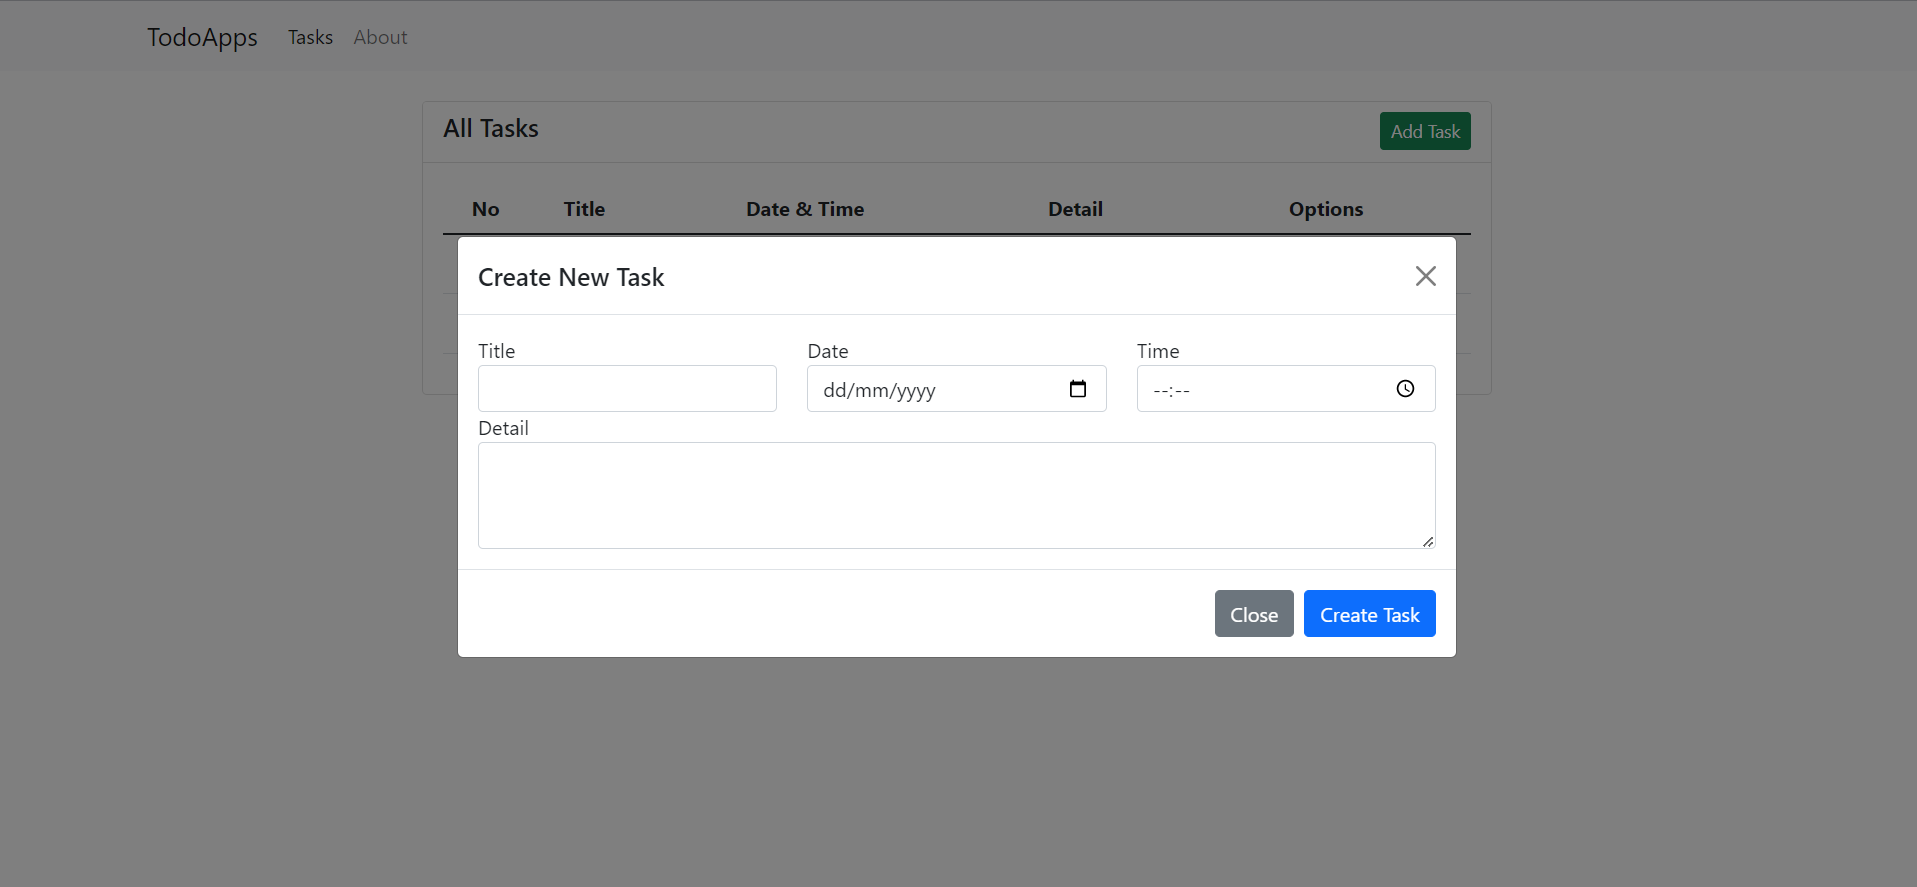 TodoApps Tasks About
All Tasks Add Task
No Title Date & Time Detail Options
Create New Task
Title Date Time
dd/mm/yyyy --:--
Detail
Close Create Task